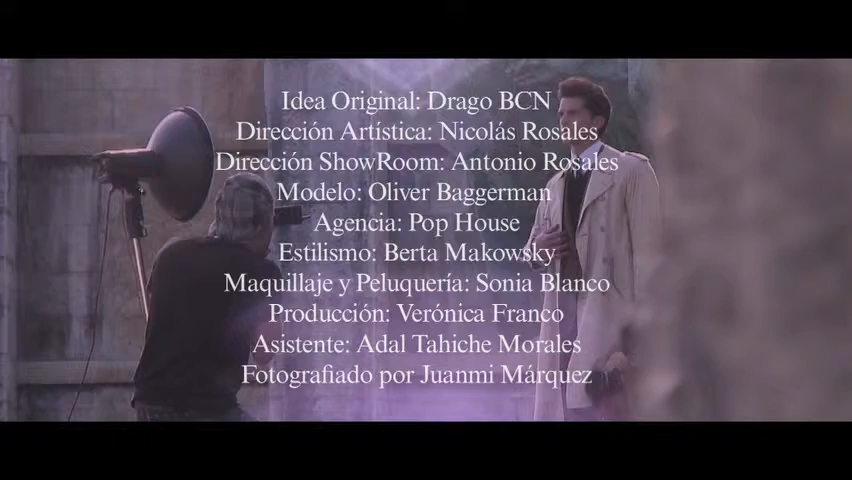 Idea Original: Drago BCN
Dirección Artística: Nicolás Rosales
Dirección ShowRoom: Antonio Rosales
Modelo: Oliver Baggerman
Agencia: Pop House
Estilismo: Berta Makowsky
Maquillaje y Peluquería: Sonia Blanco
Producción: Verónica Franco
Asistente: Adal Tahiche Morales
Fotografiado por Juanmi Márquez